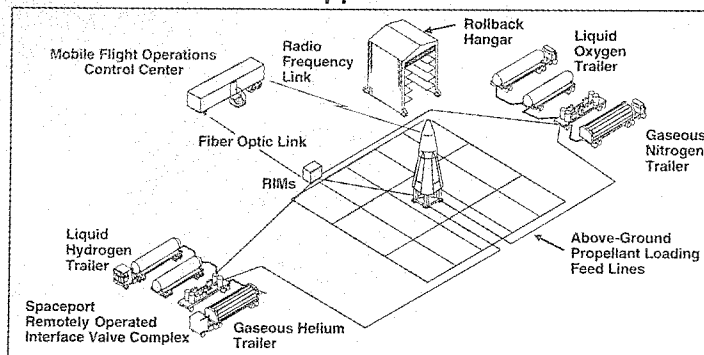 Rollback
Hangar
Liquid
Oxygen
Trailer
Mobile Flight Operations
Control Center
Radio
Frequency
Link
Fiber Optic Link
RIMs
Gaseous
Nitrogen
Trailer
Liquid
Hydrogen
Trailer
Above-Ground
Propellant Loading
Feed Lines
Spaceport
Remotely Operated
Interface Valve Complex
Gaseous Helium
Trailer